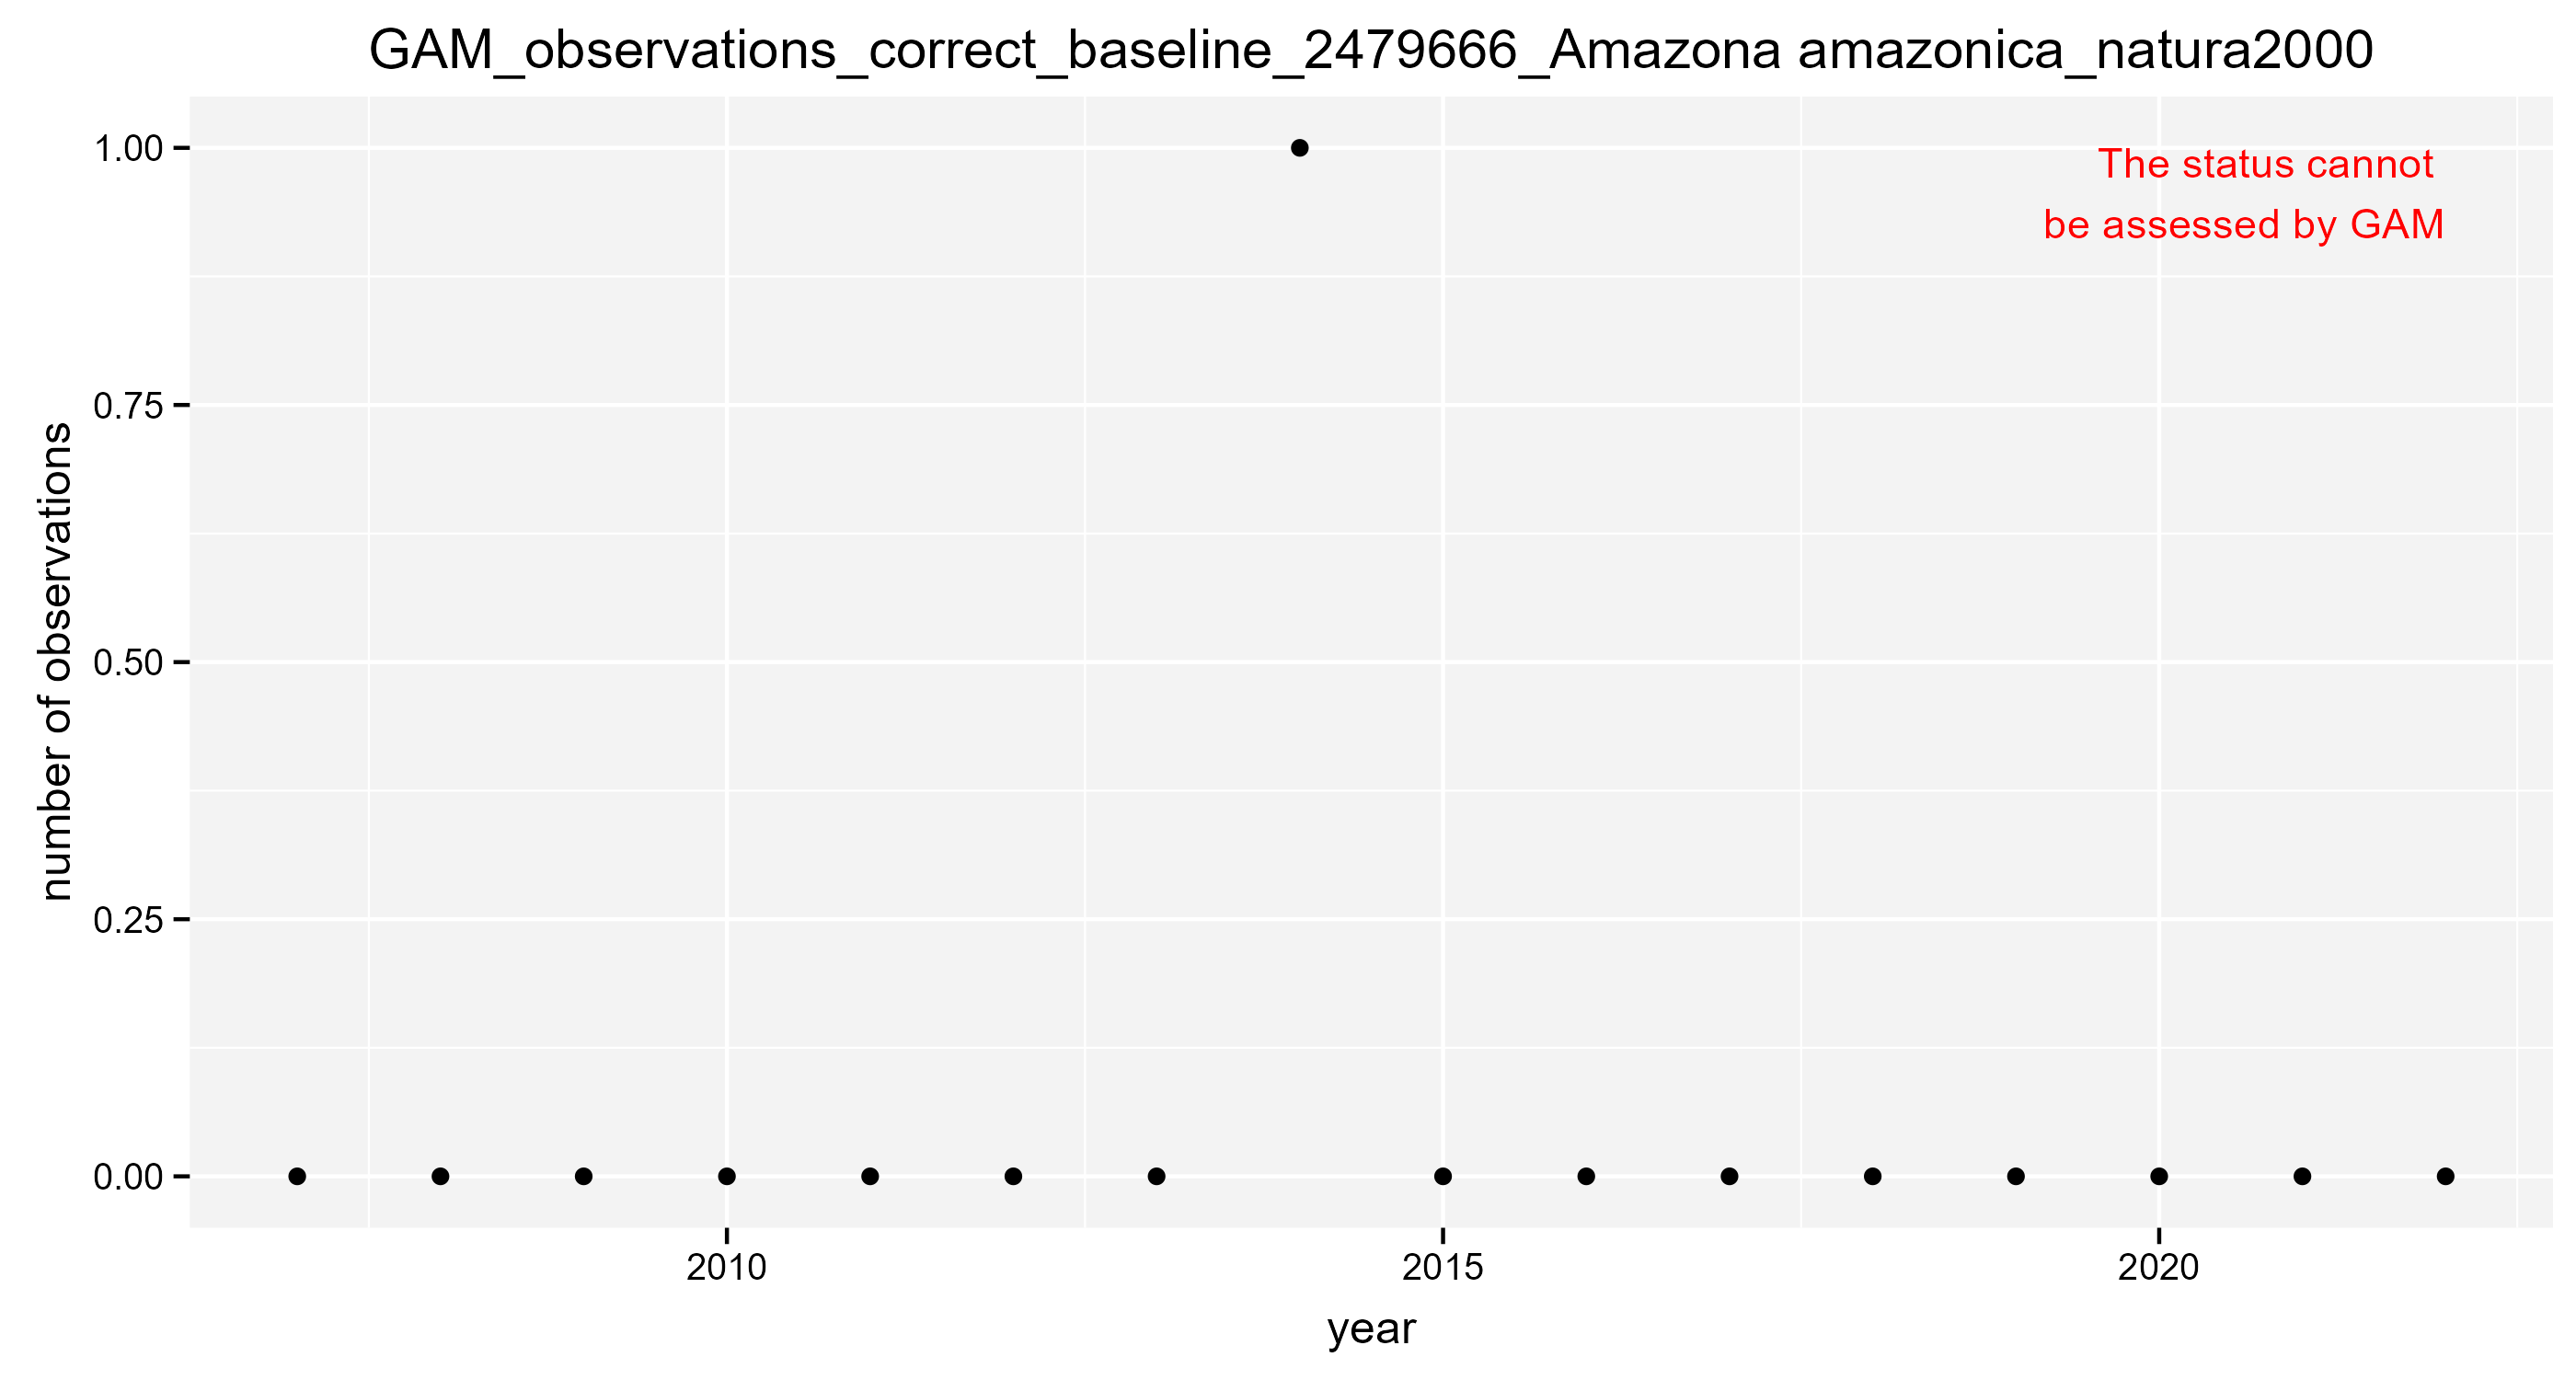 GAM_observations_correct_baseline_2479666_Amazona amazonica_natura2000
The status cannot
be assessed by GAM
1.00
0.75
0.50
0.25
0.00
number of observations
2010
2015
2020
year